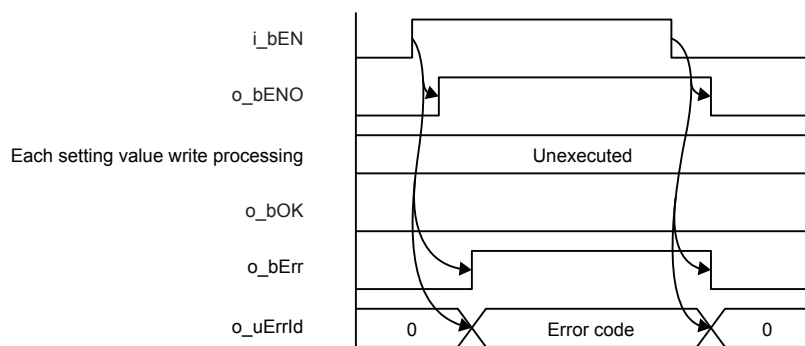 i_bEN
o_bENO
Each setting value write processing
Unexecuted
o_bOK
o_bErr
o_uErrId
0
Error code
0